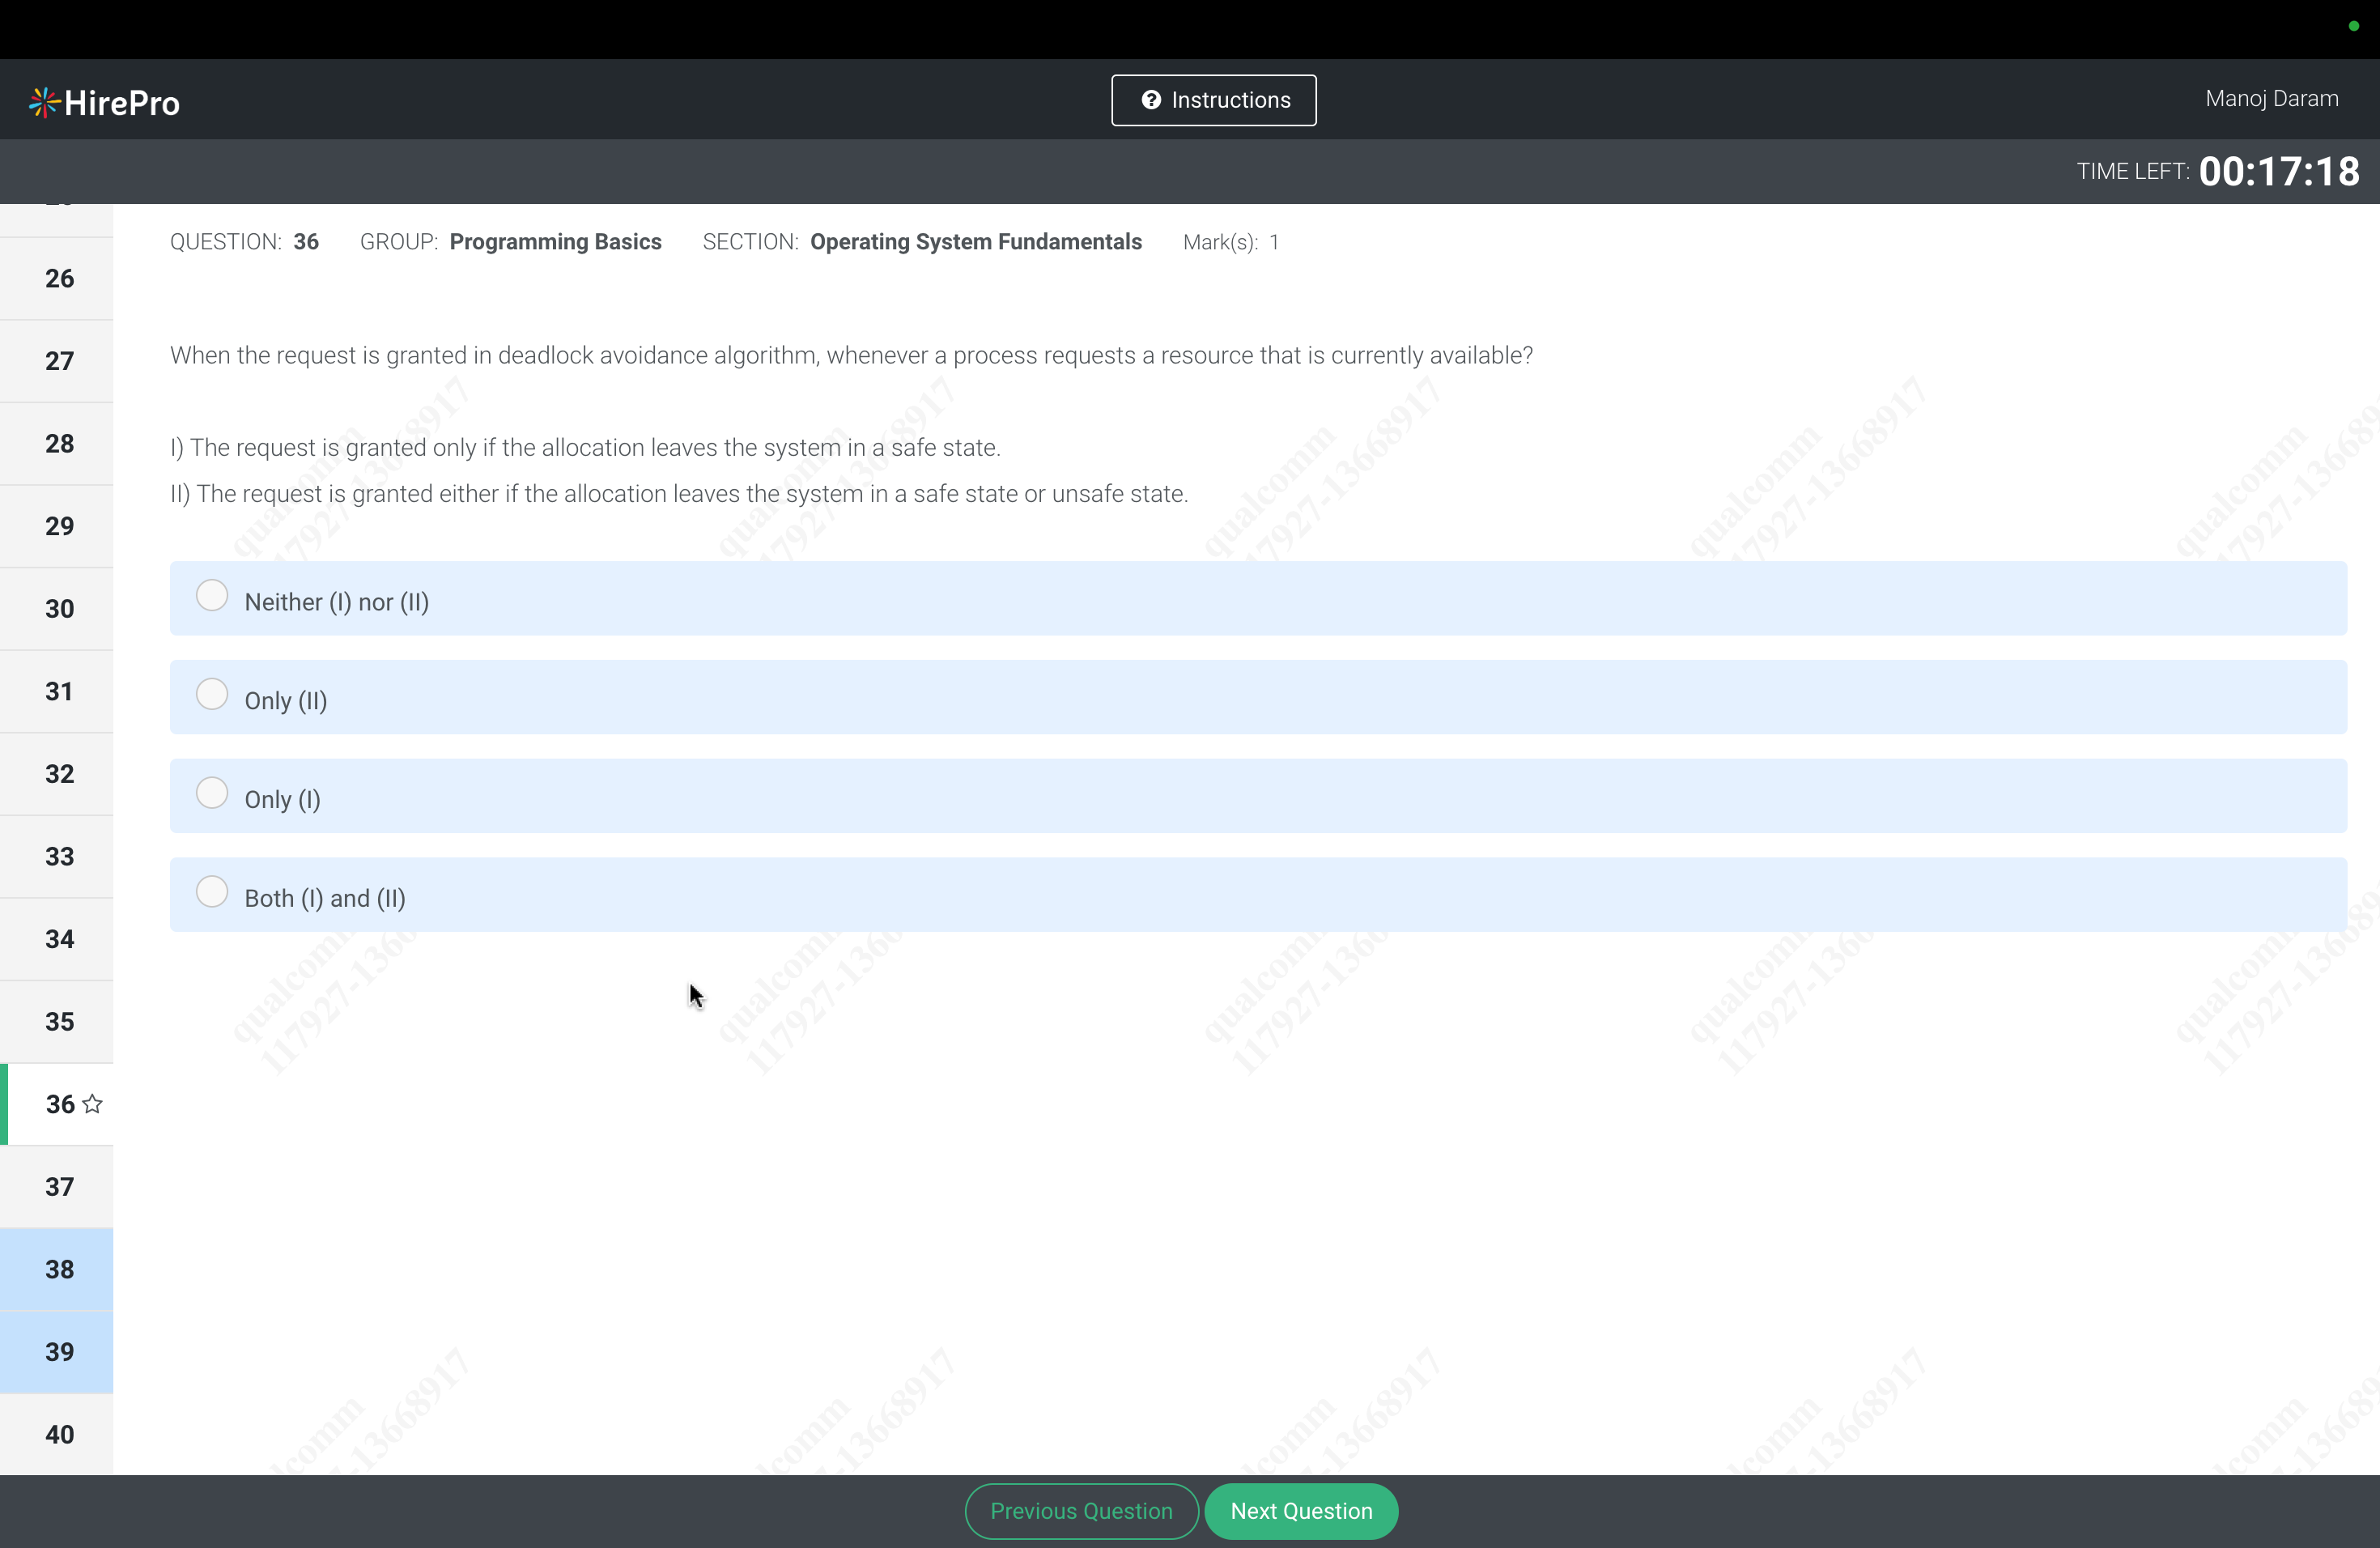 HirePro
Instructions
Manoj Daram
TIME LEFT: 00:17:18
QUESTION: 36 GROUP: Programming Basics SECTION: Operating System Fundamentals Mark(s): 1
When the request is granted in deadlock avoidance algorithm, whenever a process requests a resource that is currently available?
I) The request is granted only if the allocation leaves the system in a safe state.
II) The request is granted either if the allocation leaves the system in a safe state or unsafe state.
Neither (I) nor (II)
Only (II)
Only (I)
Both (I) and (II)
26
27
28
29
30
31
32
33
34
35
36
37
38
39
40
qualcomm
117927-13668917
Previous Question
Next Question